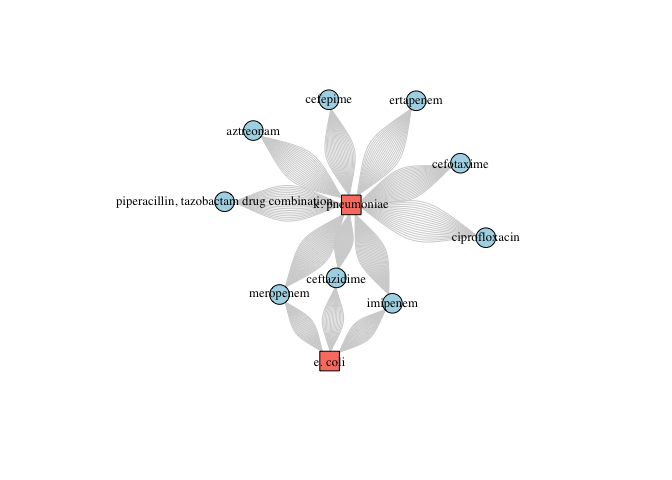 cefepime
ertapenem
aztreonam
cefotaxime
piperacillin, tazobactam drug combination
k. pneumoniae
ciprofloxacin
ceftazidime
meropenem
imipenem
e. coli